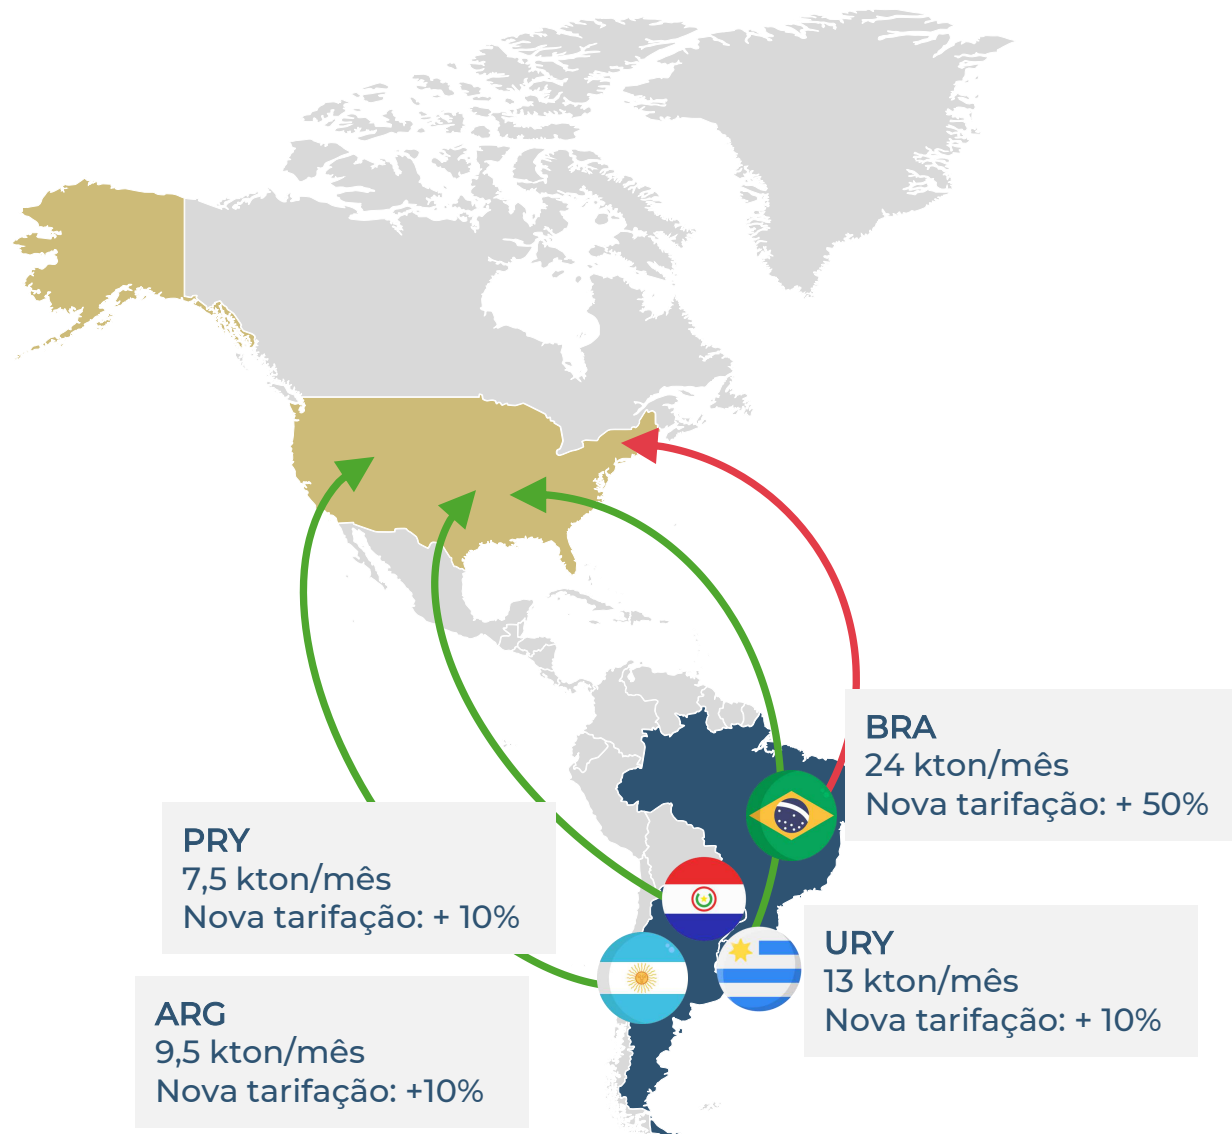 BRA
24 kton/mês
Nova tarifação: + 50%
PRY
7,5 kton/mês
Nova tarifação: + 10%
URY
13 kton/mês
Nova tarifação: + 10%
ARG
9,5 kton/mês
Nova tarifação: +10%